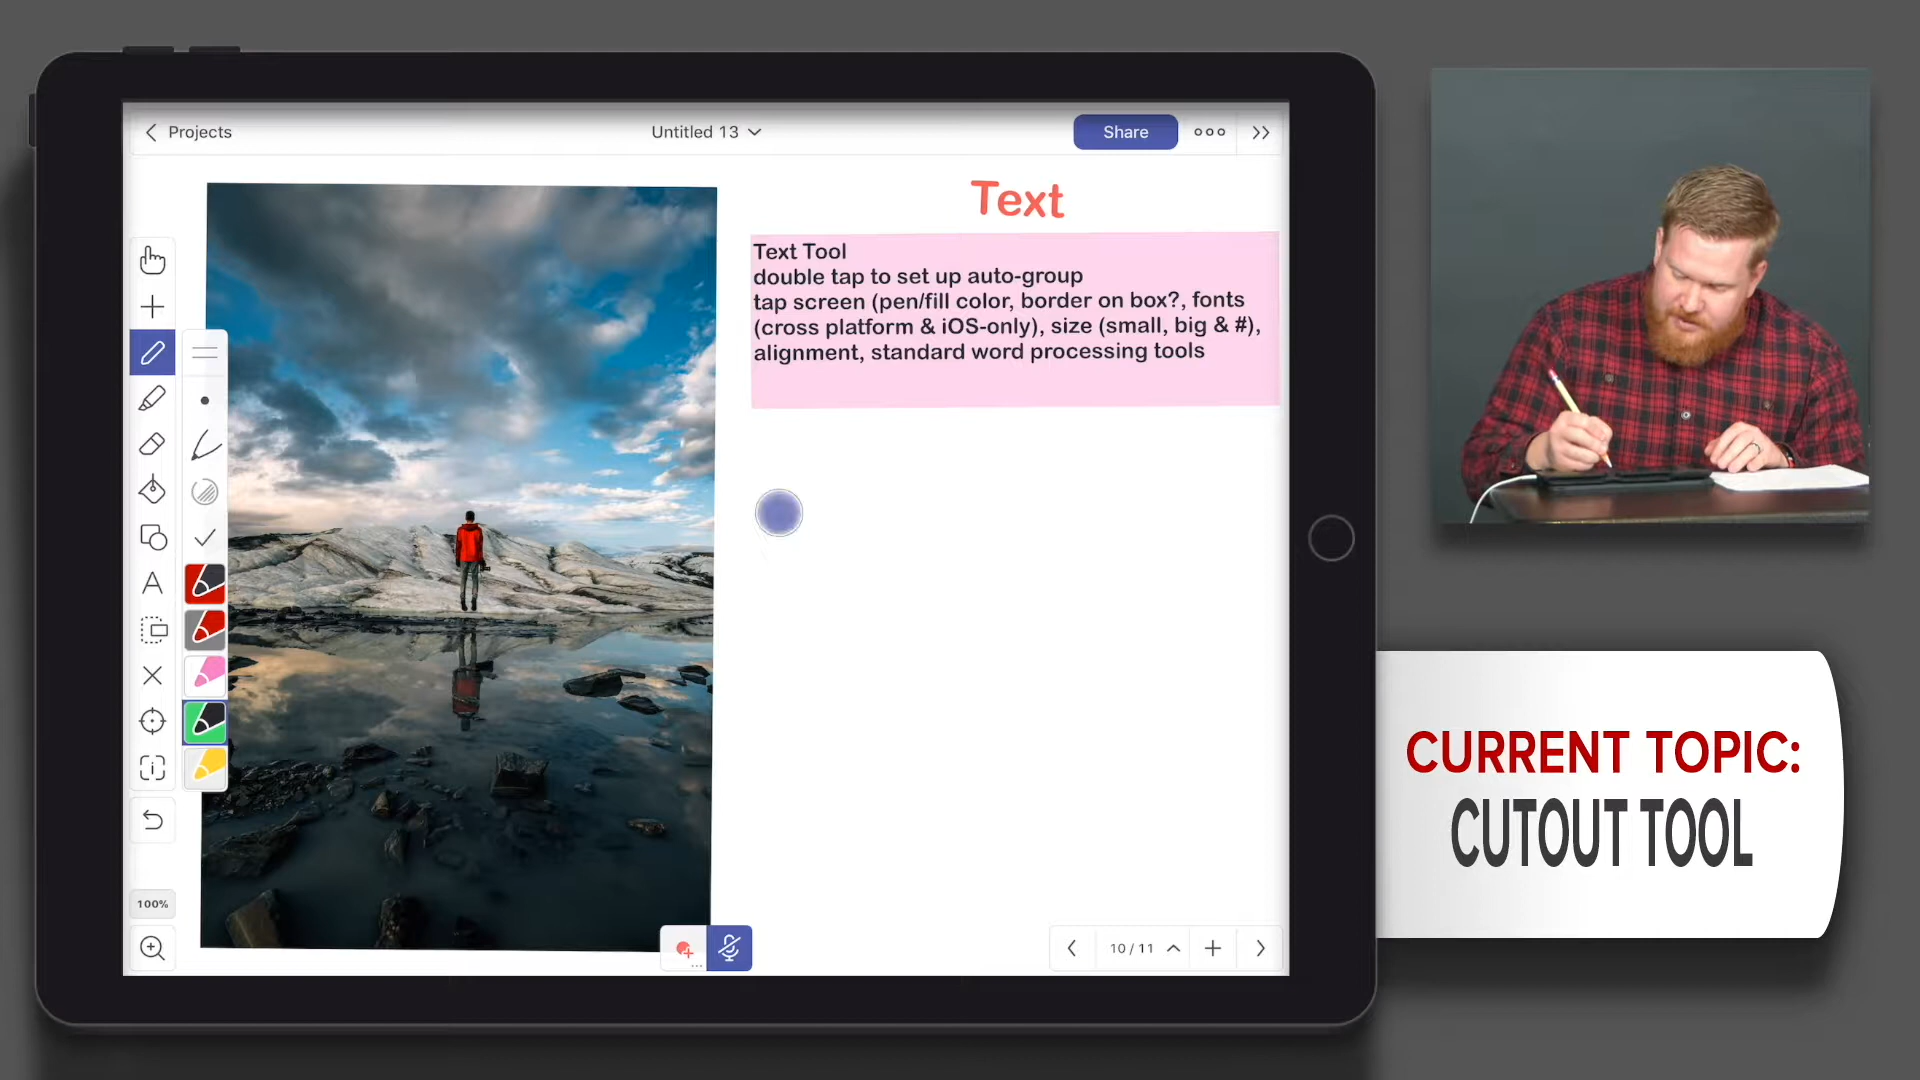 Projects
Untitled 13
Share
Text
Text Tool
double tap to set up auto-group
tap screen (pen/fill color, border on box?, fonts
(cross platform & iOS-only), size (small, big & #),
alignment, standard word processing tools
A
100%
10 / 11
CURRENT TOPIC:
CUTOUT TOOL